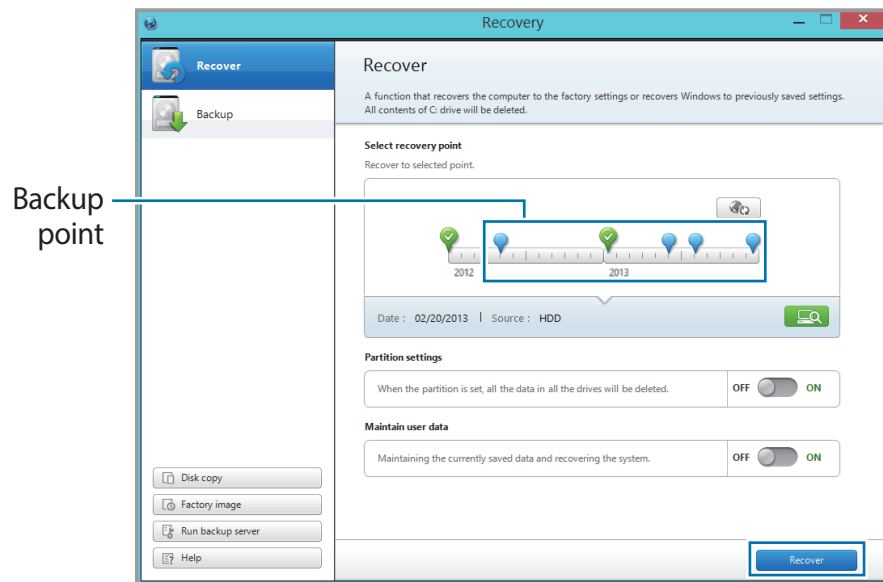 Recovery
Recover
Backup
Recover
A function that recovers the computer to the factory settings or recovers Windows to previously saved settings.
All contents of C: drive will be deleted.
Select recovery point
Recover to selected point.
Backup
point
2012
2013
Date : 02/20/2013 | Source : HDD
Partition settings
When the partition is set, all the data in all the drives will be deleted.
OFF ON
Maintain user data
Maintaining the currently saved data and recovering the system.
OFF ON
Disk copy
Factory image
Run backup server
Help
Recover